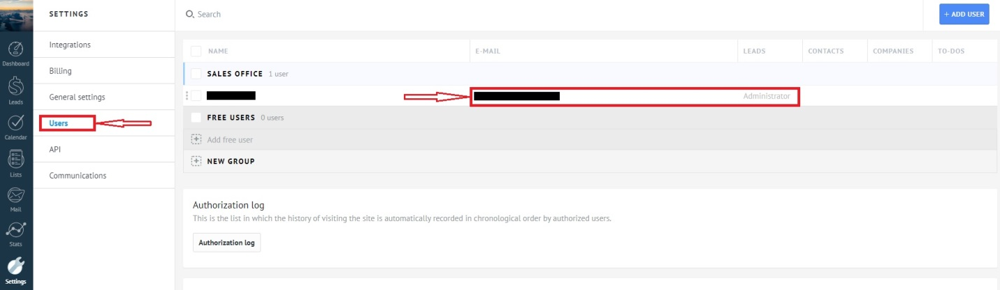 SETTINGS
Search
+ ADD USER
Dashboard
Leads
Calendar
Lists
Mail
Stats
Settings
Integrations
Billing
General settings
Users
API
Communications
NAME E-MAIL LEADS CONTACTS COMPANIES TO-DOS
SALES OFFICE 1 user
Administrator
FREE USERS 0 users
Add free user
NEW GROUP
Authorization log
This is the list in which the history of visiting the site is automatically recorded in chronological order by authorized users.
Authorization log